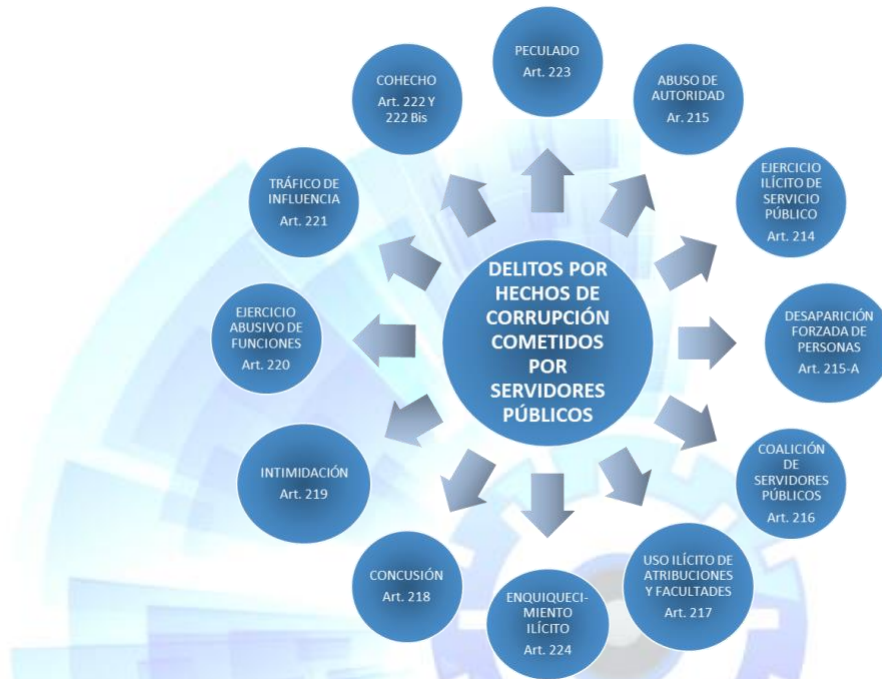 PECULADO
Art. 223
ABUSO DE
AUTORIDAD
Ar. 215
EJERCICIO
ILÍCITO DE
SERVICIO
PÚBLICO
Art. 214
DESAPARICIÓN
FORZADA DE
PERSONAS
Art. 215-A
COALICIÓN
DE
SERVIDORES
PÚBLICOS
Art. 216
USO ILÍCITO DE
ATRIBUCIONES
Y FACULTADES
Art. 217
ENQUIQUECI-
MIENTO
ILÍCITO
Art. 224
CONCUSIÓN
Art. 218
INTIMIDACIÓN
Art. 219
EJERCICIO
ABUSIVO DE
FUNCIONES
Art. 220
TRÁFICO DE
INFLUENCIA
Art. 221
COHECHO
Art. 222 Y
222 Bis
DELITOS POR
HECHOS DE
CORRUPCIÓN
COMETIDOS
POR
SERVIDORES
PÚBLICOS